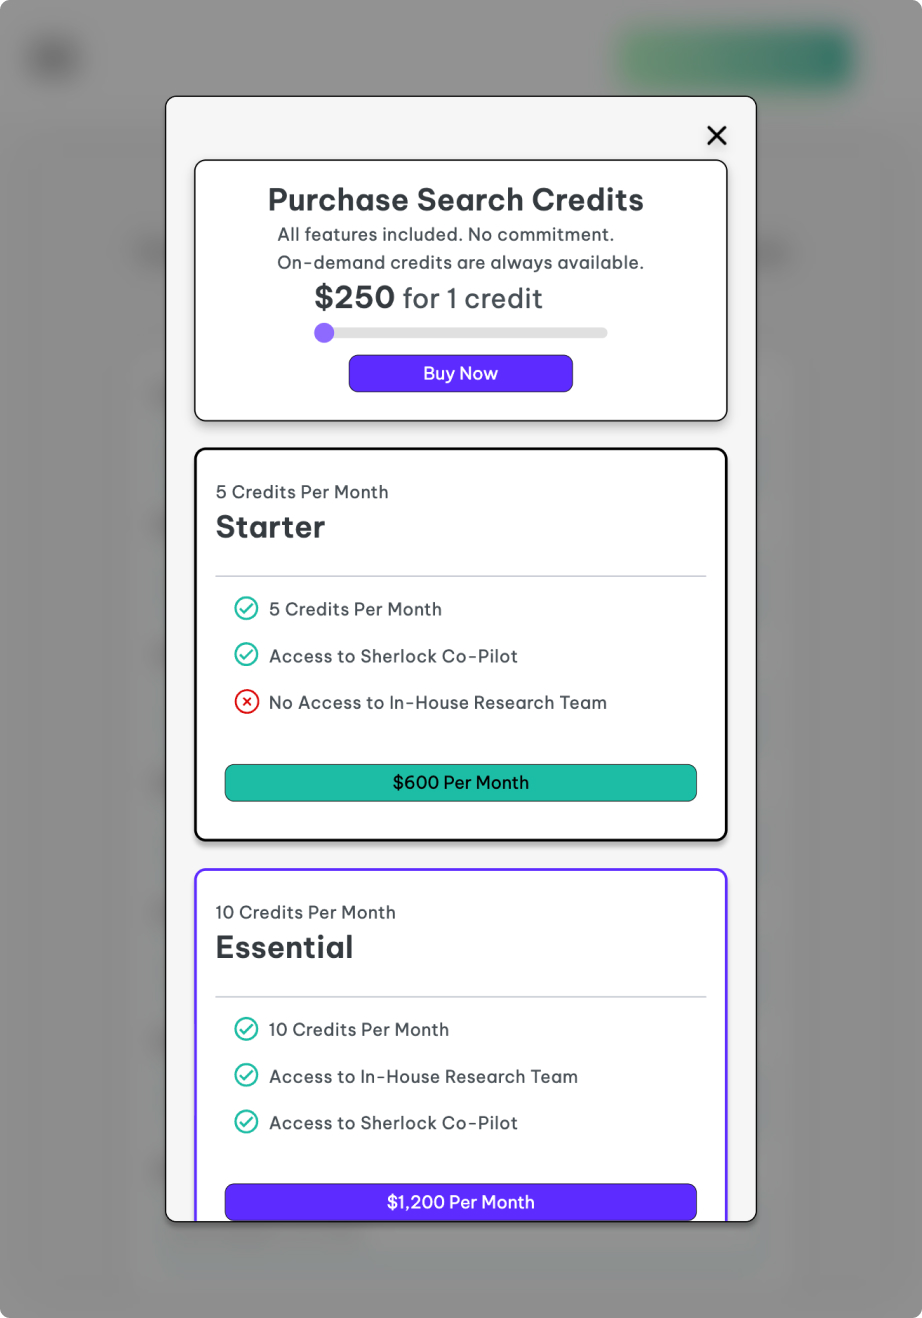 Purchase Search Credits
All features included. No commitment.
On-demand credits are always available.
$250 for 1 credit
Buy Now
5 Credits Per Month
Starter
5 Credits Per Month
Access to Sherlock Co-Pilot
No Access to In-House Research Team
$600 Per Month
10 Credits Per Month
Essential
10 Credits Per Month
Access to In-House Research Team
Access to Sherlock Co-Pilot
$1,200 Per Month